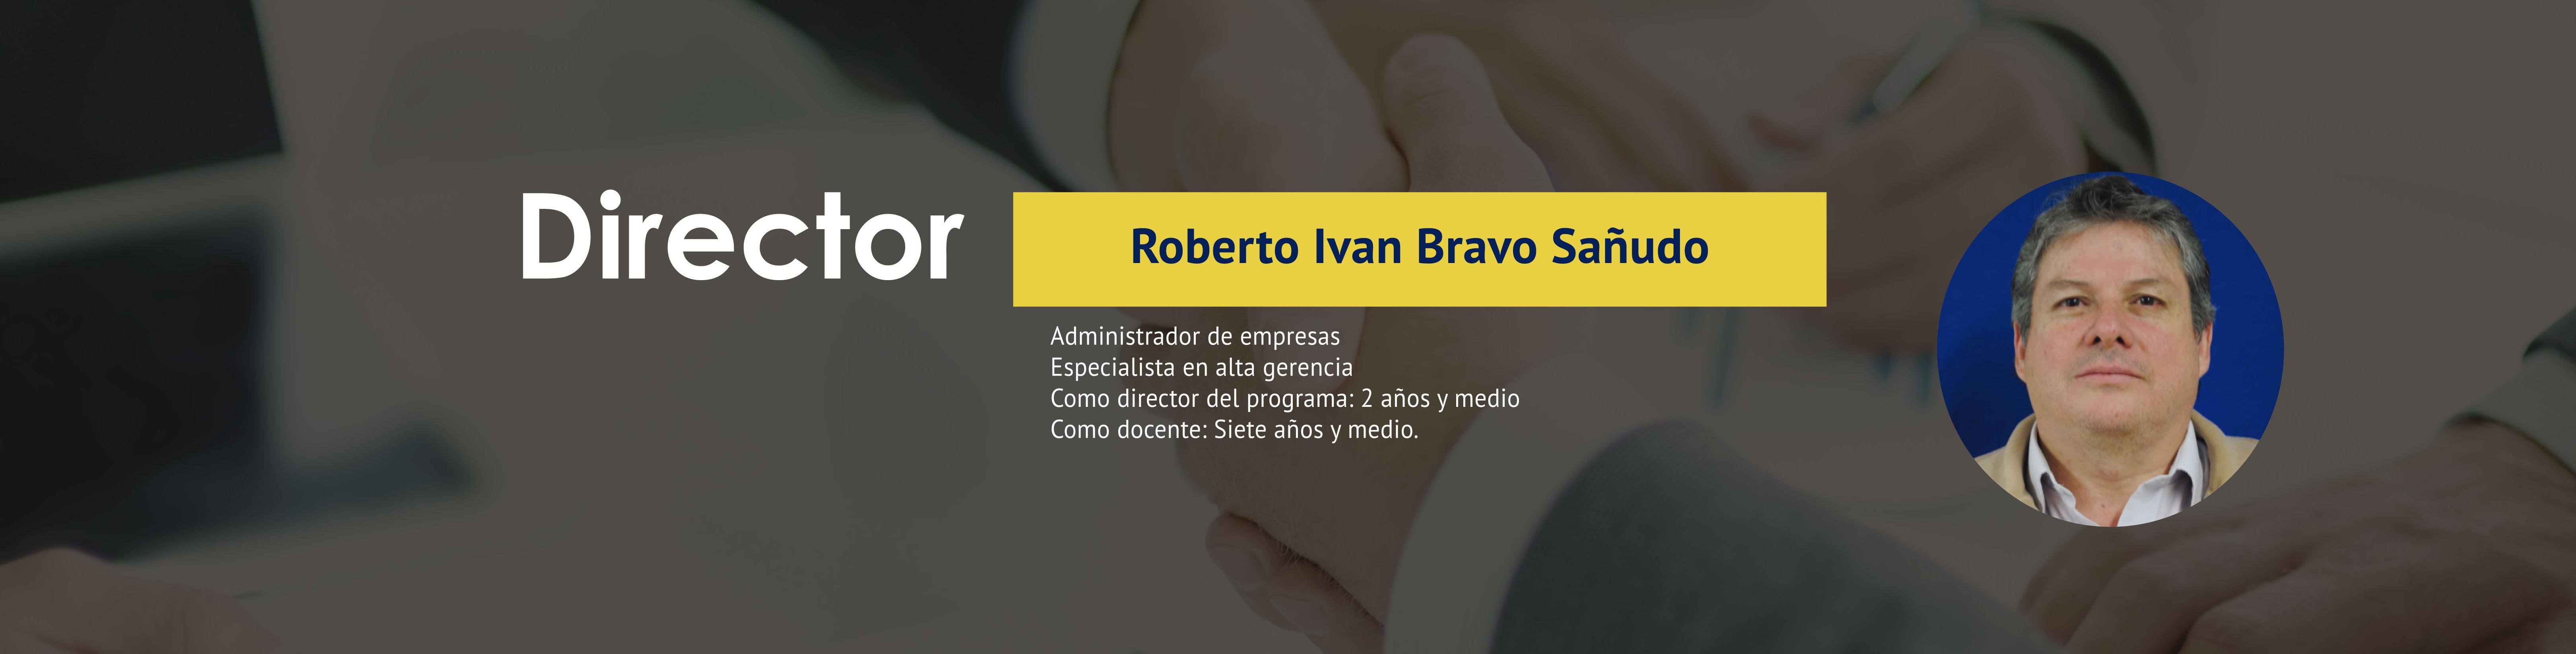 Director
Roberto Ivan Bravo Sañudo
Administrador de empresas
Especialista en alta gerencia
Como director del programa: 2 años y medio
Como docente: Siete años y medio.